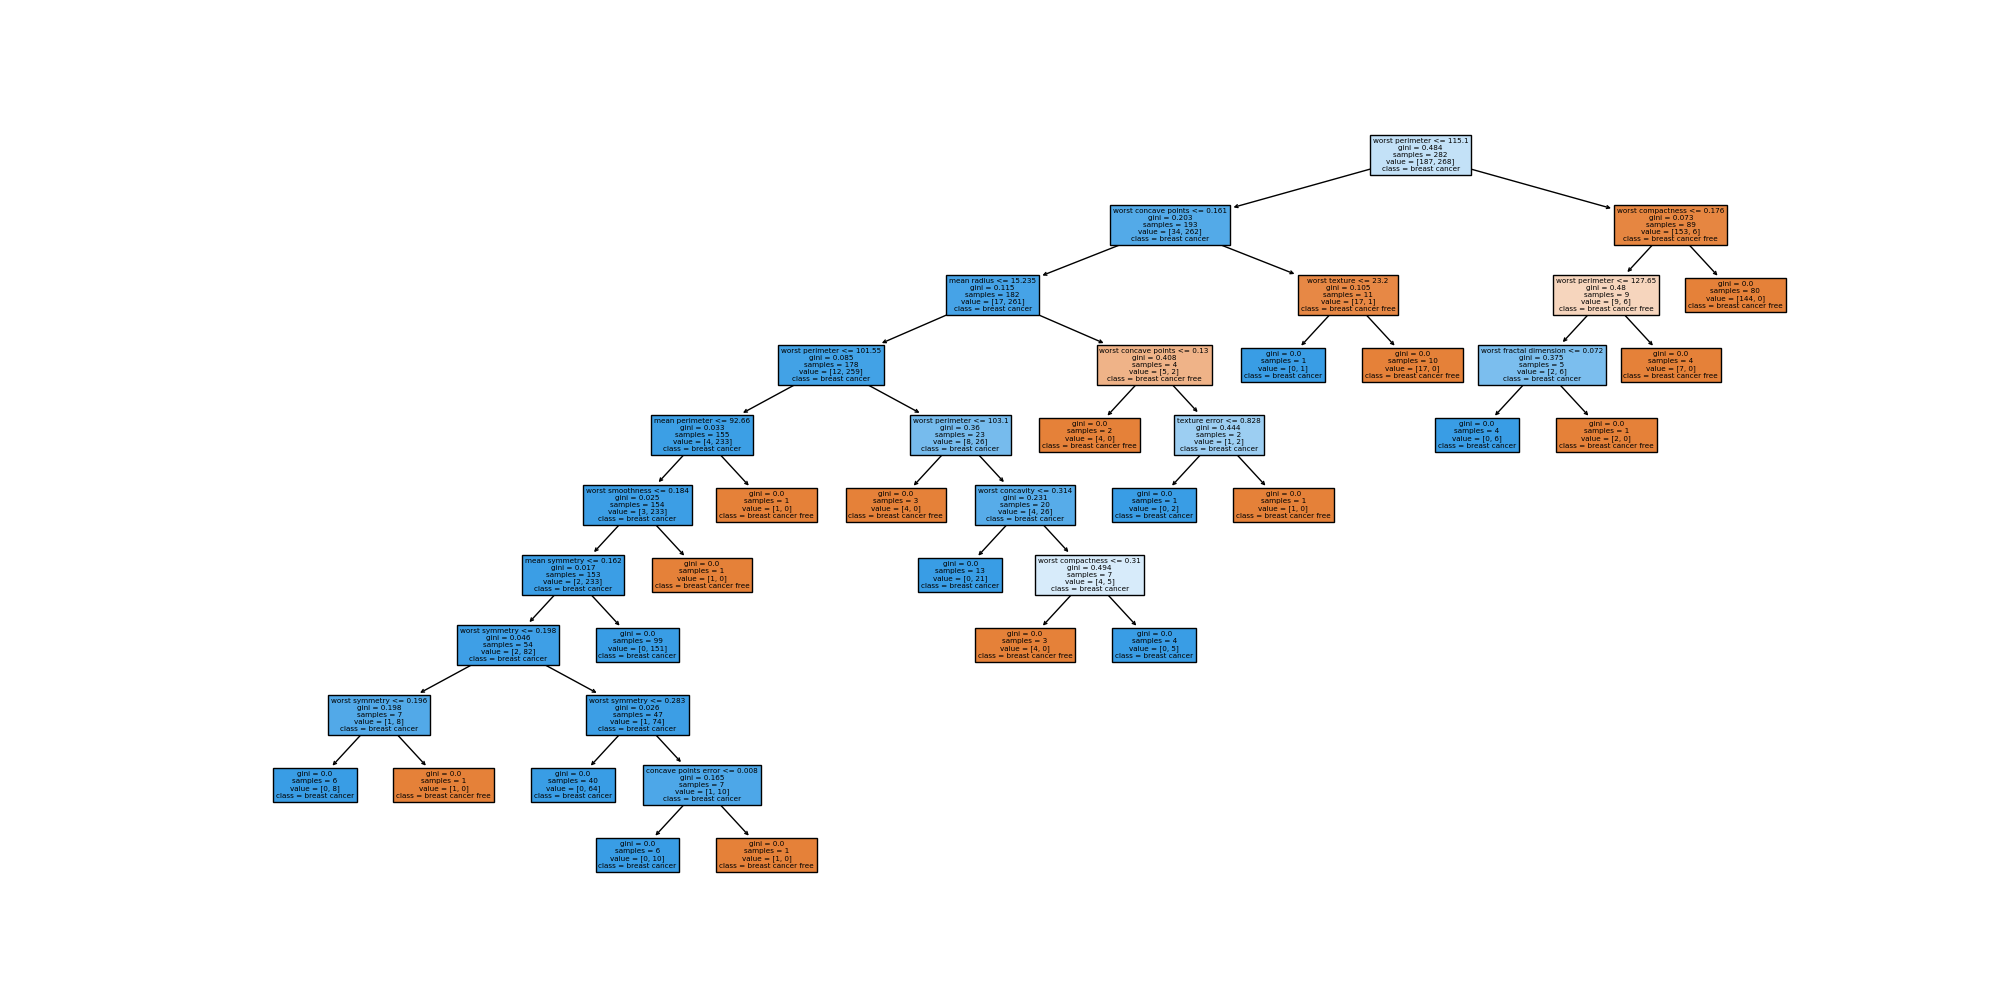 worst perimeter <= 115.1
gini = 0.484
samples = 282
value = [187, 268]
class = breast cancer
worst concave points <= 0.161
gini = 0.203
samples = 193
value = [34, 262]
class = breast cancer
worst compactness <= 0.176
gini = 0.073
samples = 89
value = [153, 6]
class = breast cancer free
mean radius <= 15.235
gini = 0.115
samples = 182
value = [17, 261]
class = breast cancer
worst texture <= 23.2
gini = 0.105
samples = 11
value = [17, 1]
class = breast cancer free
worst perimeter <= 127.65
gini = 0.48
samples = 9
value = [9, 6]
class = breast cancer free
gini = 0.0
samples = 80
value = [144, 0]
class = breast cancer free
worst perimeter <= 101.55
gini = 0.085
samples = 178
value = [12, 259]
class = breast cancer
worst concave points <= 0.13
gini = 0.408
samples = 4
value = [5, 2]
class = breast cancer free
gini = 0.0
samples = 1
value = [0, 1]
class = breast cancer
gini = 0.0
samples = 10
value = [17, 0]
class = breast cancer free
worst fractal dimension <= 0.072
gini = 0.375
samples = 5
value = [2, 6]
class = breast cancer
gini = 0.0
samples = 4
value = [7, 0]
class = breast cancer free
mean perimeter <= 92.66
gini = 0.033
samples = 155
value = [4, 233]
class = breast cancer
worst perimeter <= 103.1
gini = 0.36
samples = 23
value = [8, 26]
class = breast cancer
gini = 0.0
samples = 2
value = [4, 0]
class = breast cancer free
texture error <= 0.828
gini = 0.444
samples = 2
value = [1, 2]
class = breast cancer
gini = 0.0
samples = 4
value = [0, 6]
class = breast cancer
gini = 0.0
samples = 1
value = [2, 0]
class = breast cancer free
worst smoothness <= 0.184
gini = 0.025
samples = 154
value = [3, 233]
class = breast cancer
gini = 0.0
samples = 1
value = [1, 0]
class = breast cancer free
gini = 0.0
samples = 3
value = [4, 0]
class = breast cancer free
worst concavity <= 0.314
gini = 0.231
samples = 20
value = [4, 26]
class = breast cancer
gini = 0.0
samples = 1
value = [0, 2]
class = breast cancer
gini = 0.0
samples = 1
value = [1, 0]
class = breast cancer free
mean symmetry <= 0.162
gini = 0.017
samples = 153
value = [2, 233]
class = breast cancer
gini = 0.0
samples = 1
value = [1, 0]
class = breast cancer free
gini = 0.0
samples = 13
value = [0, 21]
class = breast cancer
worst compactness <= 0.31
gini = 0.494
samples = 7
value = [4, 5]
class = breast cancer
worst symmetry <= 0.198
gini = 0.046
samples = 54
value = [2, 82]
class = breast cancer
gini = 0.0
samples = 99
value = [0, 151]
class = breast cancer
gini = 0.0
samples = 3
value = [4, 0]
class = breast cancer free
gini = 0.0
samples = 4
value = [0, 5]
class = breast cancer
worst symmetry <= 0.196
gini = 0.198
samples = 7
value = [1, 8]
class = breast cancer
worst symmetry <= 0.283
gini = 0.026
samples = 47
value = [1, 74]
class = breast cancer
gini = 0.0
samples = 6
value = [0, 8]
class = breast cancer
gini = 0.0
samples = 1
value = [1, 0]
class = breast cancer free
gini = 0.0
samples = 40
value = [0, 64]
class = breast cancer
concave points error <= 0.008
gini = 0.165
samples = 7
value = [1, 10]
class = breast cancer
gini = 0.0
samples = 6
value = [0, 10]
class = breast cancer
gini = 0.0
samples = 1
value = [1, 0]
class = breast cancer free